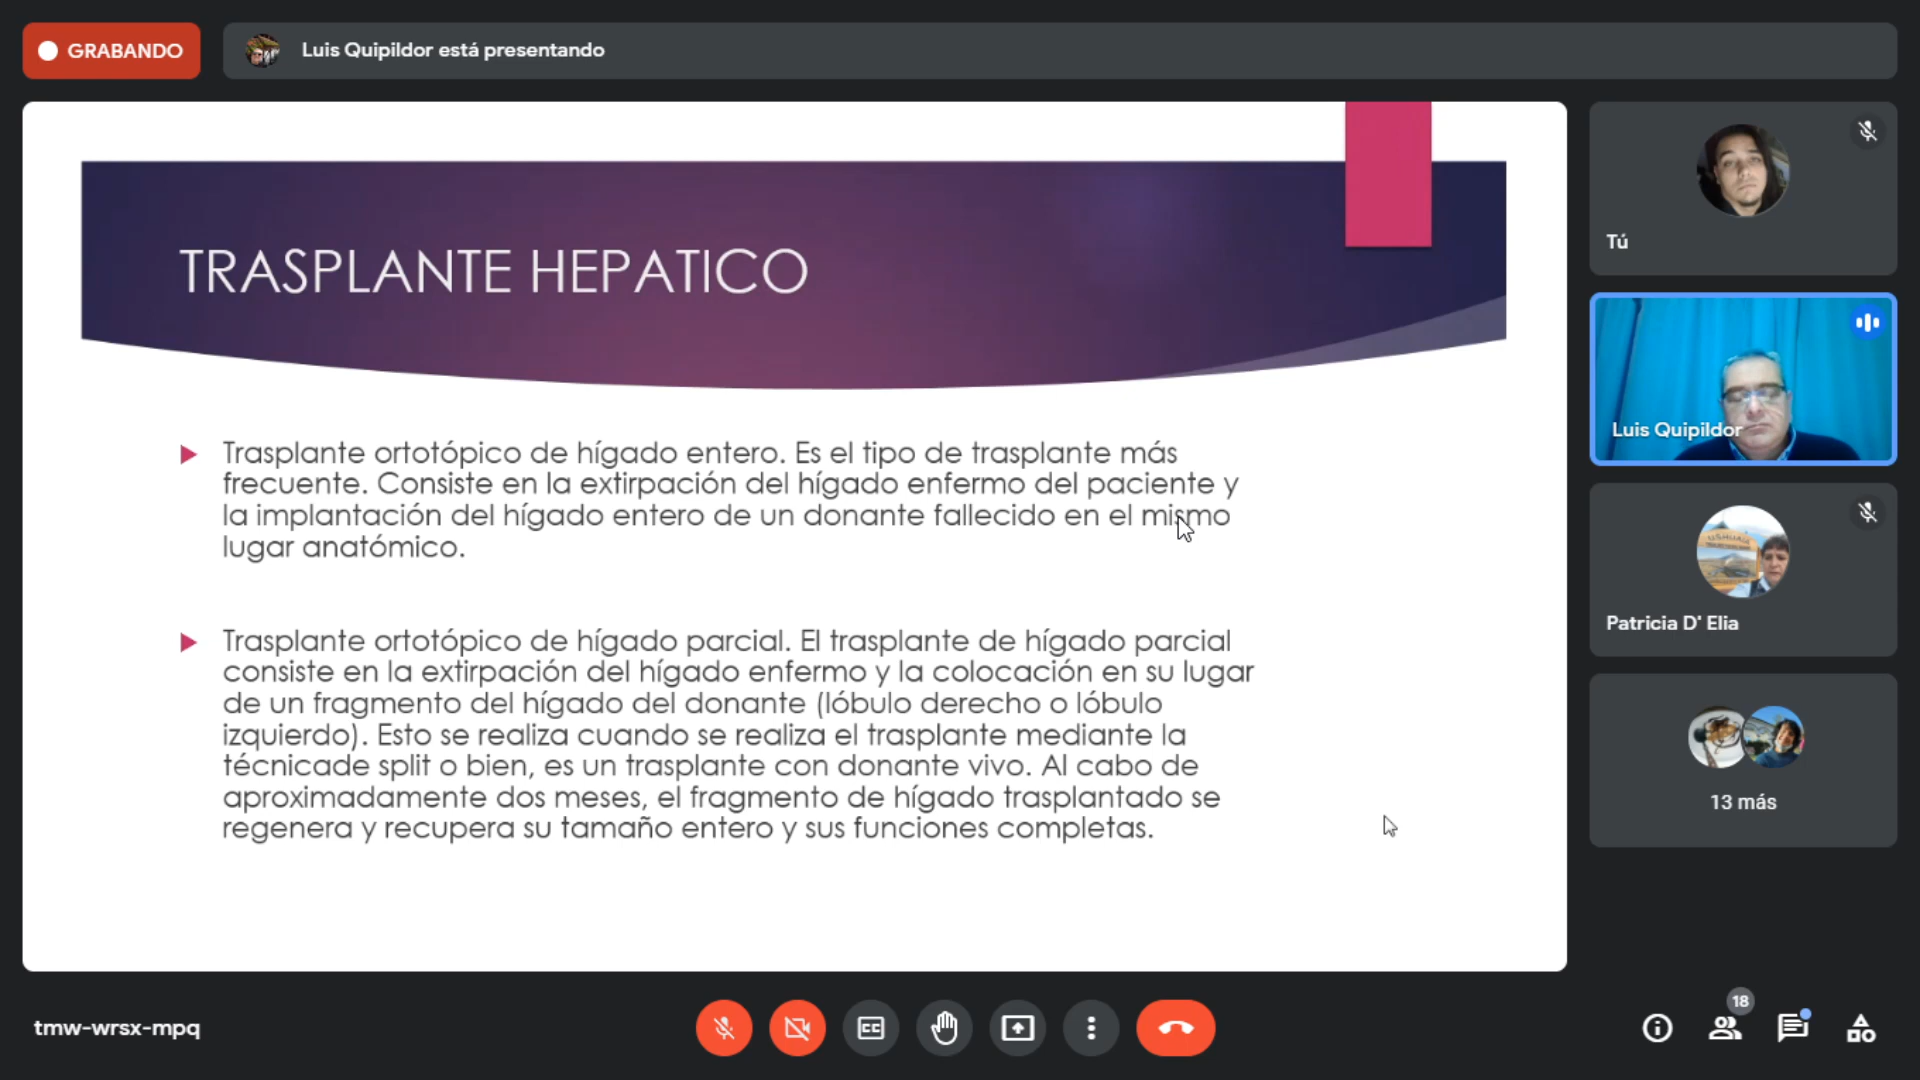 GRABANDO
Luis Quipildor está presentando
TRASPLANTE HEPATICO
Trasplante ortotópico de hígado entero. Es el tipo de trasplante más
frecuente. Consiste en la extirpación del hígado enfermo del paciente y
la implantación del hígado entero de un donante fallecido en el mismo
lugar anatómico.
Trasplante ortotópico de hígado parcial. El trasplante de hígado parcial
consiste en la extirpación del hígado enfermo y la colocación en su lugar
de un fragmento del hígado del donante (lóbulo derecho o lóbulo
izquierdo). Esto se realiza cuando se realiza el trasplante mediante la
técnicade split o bien, es un trasplante con donante vivo. Al cabo de
aproximadamente dos meses, el fragmento de hígado trasplantado se
regenera y recupera su tamaño entero y sus funciones completas.
Tú
Luis Quipildor
USHUAIA
Patricia D' Elia
13 más
tmw-wrsx-mpq
CC
18